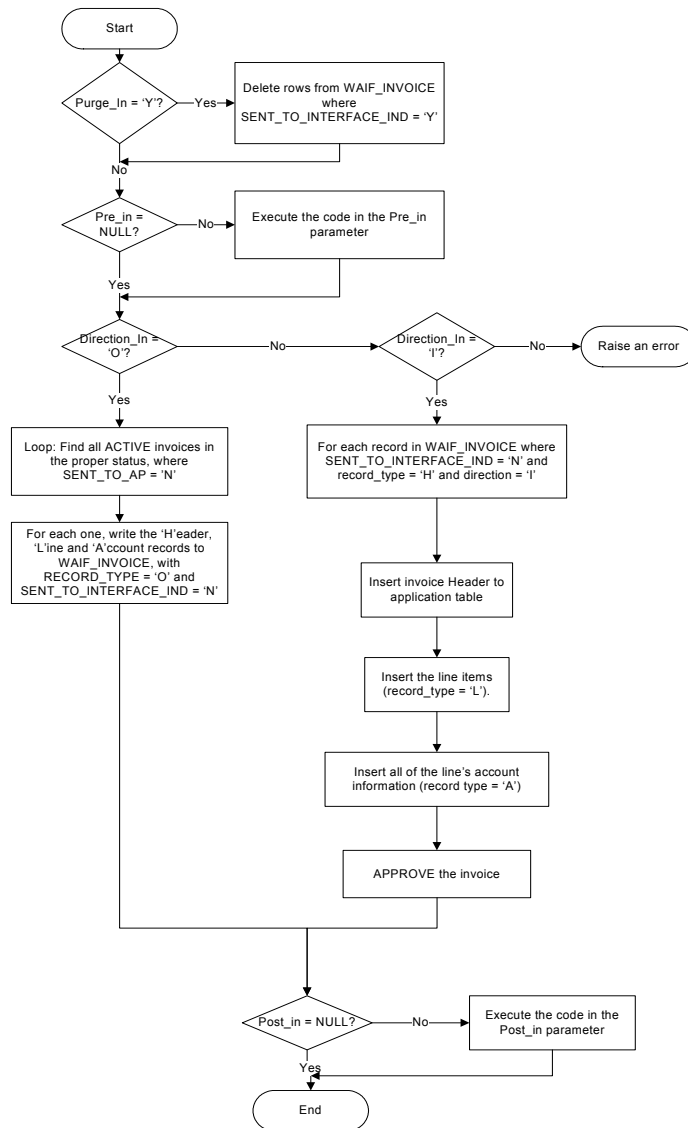 Start
Purge_In = ‘Y’?
Yes
Delete rows from WAIF_INVOICE
where
SENT_TO_INTERFACE_IND = ‘Y’
No
Pre_in =
NULL?
No
Execute the code in the Pre_in
parameter
Yes
Direction_In =
‘O’?
No
Direction_In =
‘I’?
No
Raise an error
Yes
Yes
Loop: Find all ACTIVE invoices in
the proper status, where
SENT_TO_AP = ’N’
For each record in WAIF_INVOICE where
SENT_TO_INTERFACE_IND = ‘N’ and
record_type = ‘H’ and direction = ‘I’
For each one, write the ‘H’eader,
‘L’ine and ‘A’ccount records to
WAIF_INVOICE, with
RECORD_TYPE = ‘O’ and
SENT_TO_INTERFACE_IND = ‘N’
Insert invoice Header to
application table
Insert the line items
(record_type = ‘L’).
Insert all of the line’s account
information (record type = ‘A’)
APPROVE the invoice
Post_in = NULL?
No
Execute the code in the
Post_in parameter
Yes
End